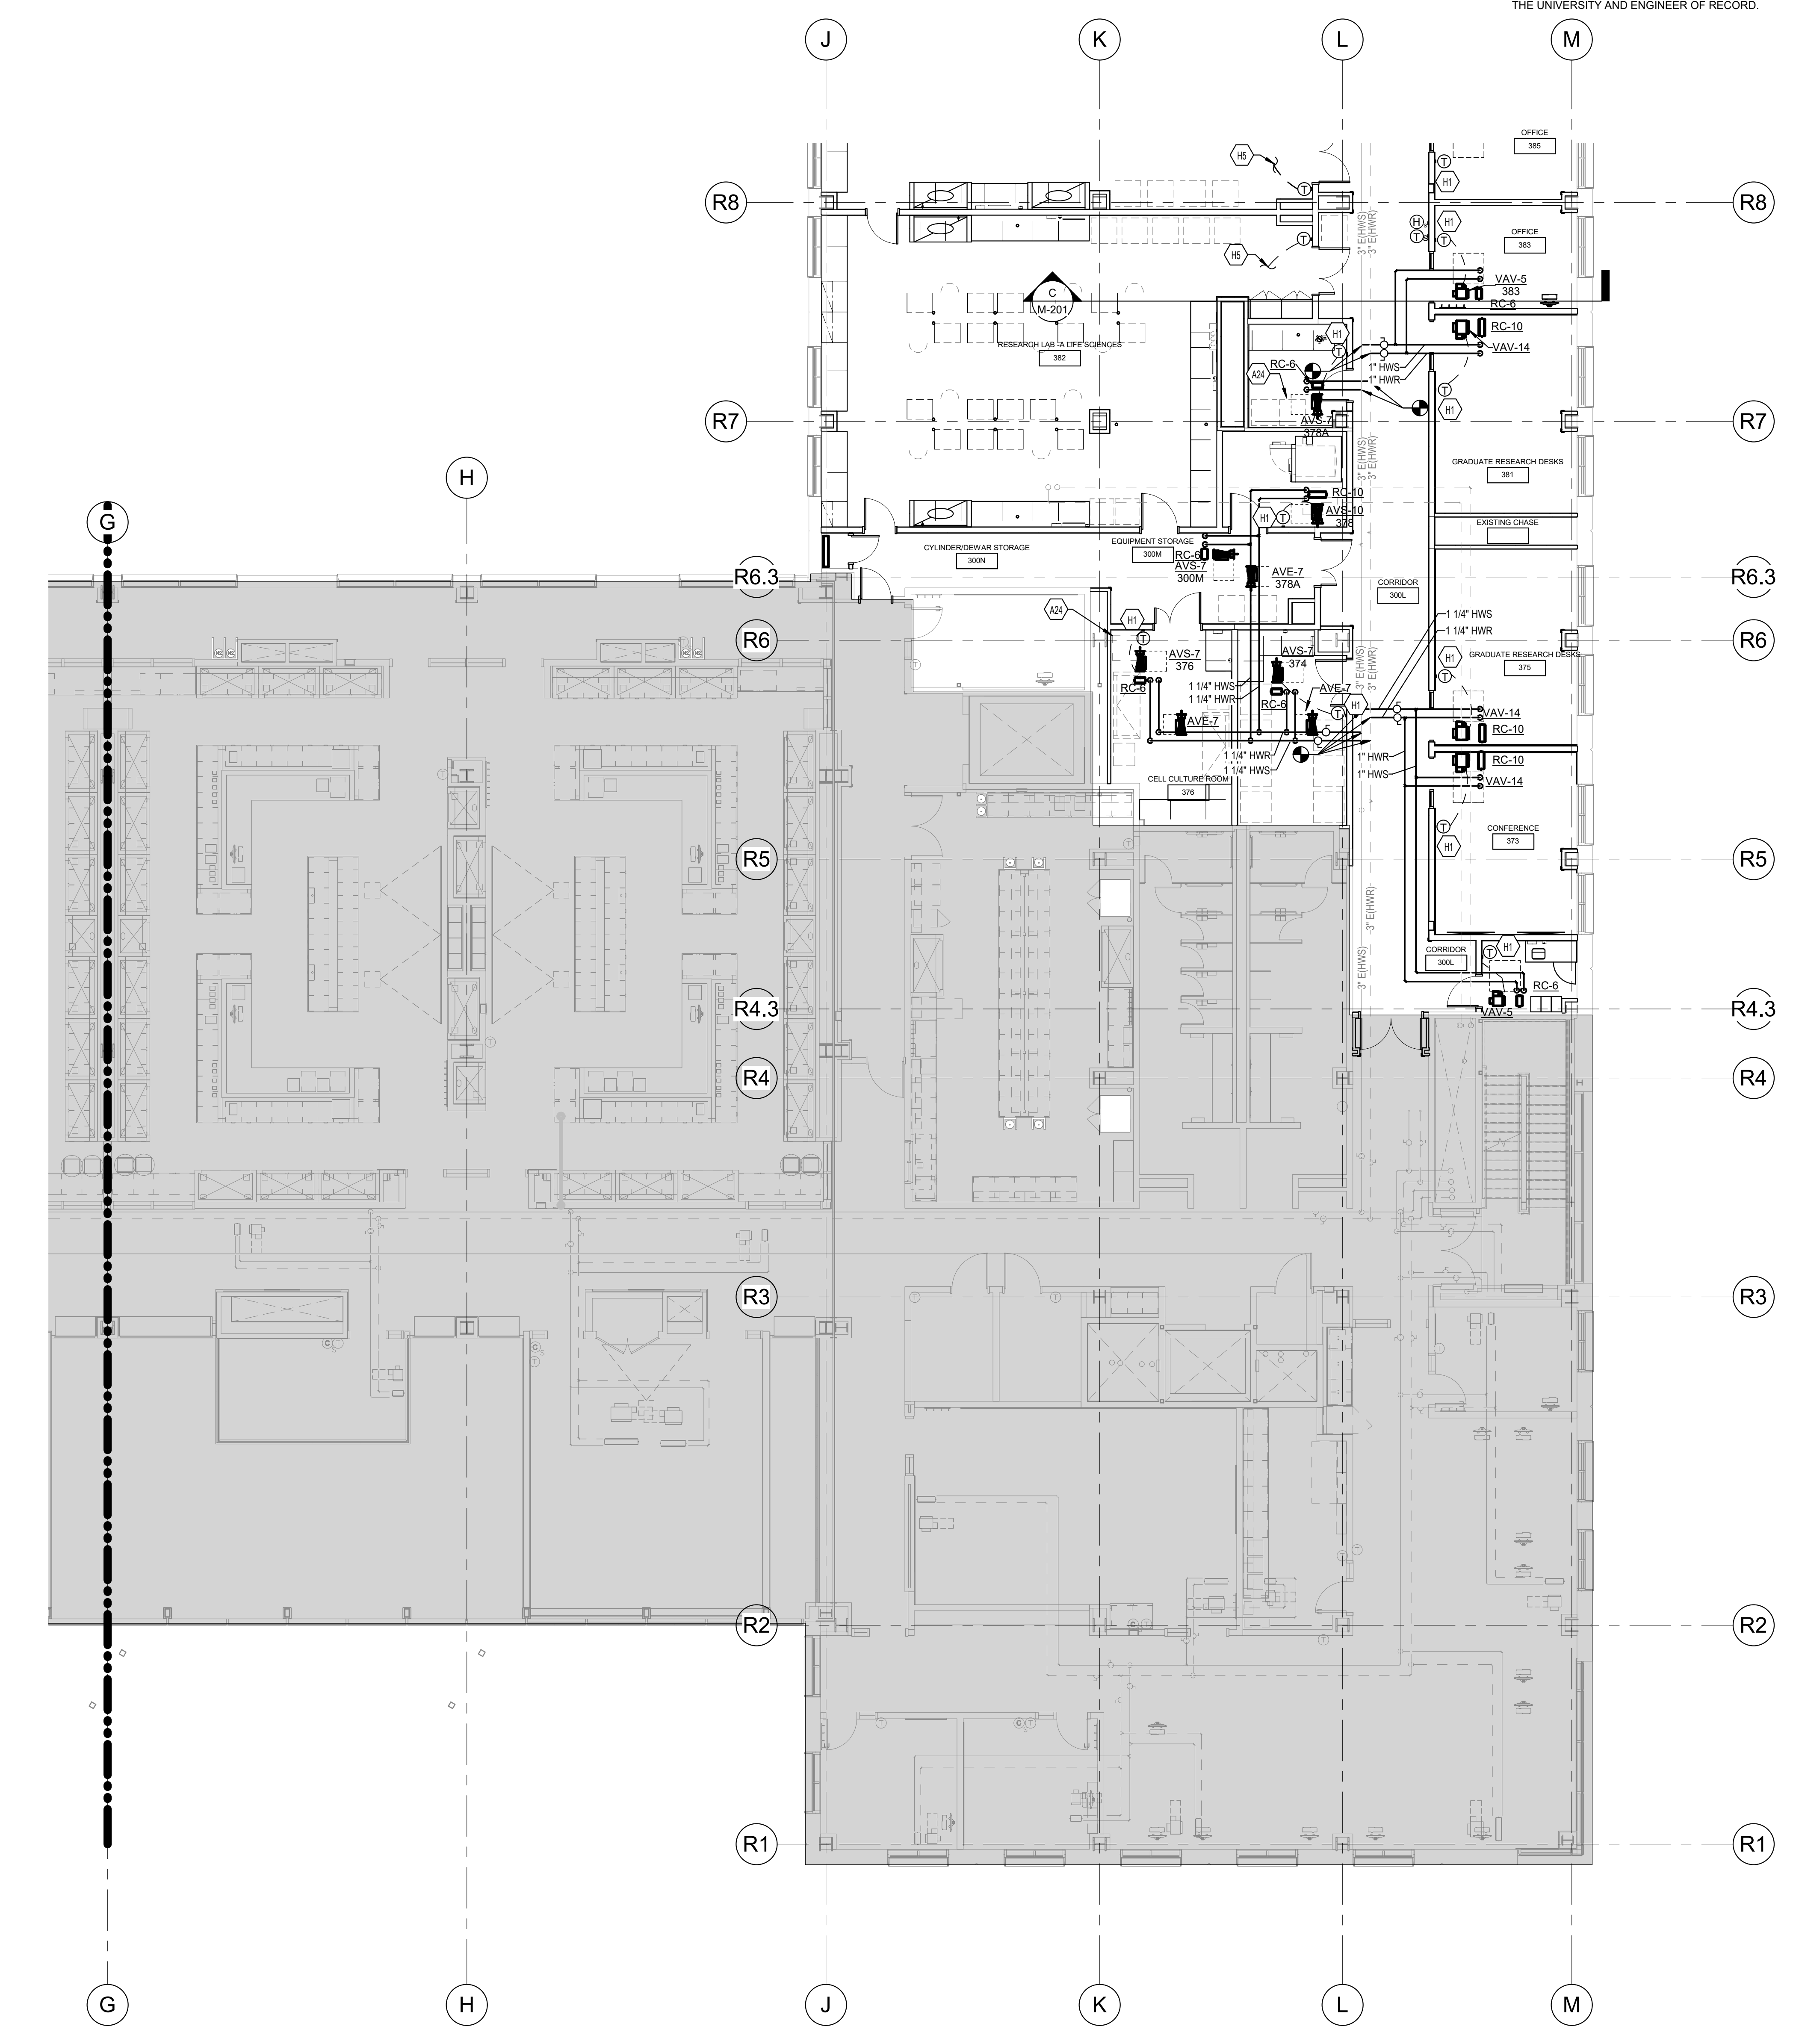 THE UNIVERSITY AND ENGINEER OF RECORD.
J
K
L
M
OFFICE
385
H5
T
T
H1
R8
R8
3" E(HWS)
3" E(HWR)
H
S
T
S
H1
T
OFFICE
383
H5
T
C
M-201
VAV-5
383
RC-6
RC-10
VAV-14
H1
T
RESEARCH LAB -A LIFE SCIENCES
382
RC-6
A24
1" HWS
1" HWR
T
H1
R7
R7
AVS-7
378A
3" E(HWS)
3" E(HWR)
H
G
GRADUATE RESEARCH DESKS
381
RC-10
AVS-10
378
H1
T
EXISTING CHASE
CYLINDER/DEWAR STORAGE
300N
EQUIPMENT STORAGE
300M
RC-6
AVS-7
300M
AVE-7
378A
R6.3
R6.3
CORRIDOR
300L
A24
H1
T
1 1/4" HWS
1 1/4" HWR
R6
R6
AVS-7
376
AVS-7
374
3" E(HWS)
3" E(HWR)
H1
T
GRADUATE RESEARCH DESKS
375
RC-6
1 1/4" HWS
1 1/4" HWR
RC-6
AVE-7
AVE-7
T
H1
VAV-14
RC-10
1 1/4" HWR
1 1/4" HWS
1" HWR
1" HWS
RC-10
VAV-14
CELL CULTURE ROOM
376
T
H1
CONFERENCE
373
R5
R5
3" E(HWR)
3" E(HWS)
CORRIDOR
300L
T
H1
RC-6
VAV-5
R4.3
R4.3
R4
R4
R3
R3
C
T
S
C
S
T
R2
R2
C
T
S
R1
R1
G
H
J
K
L
M